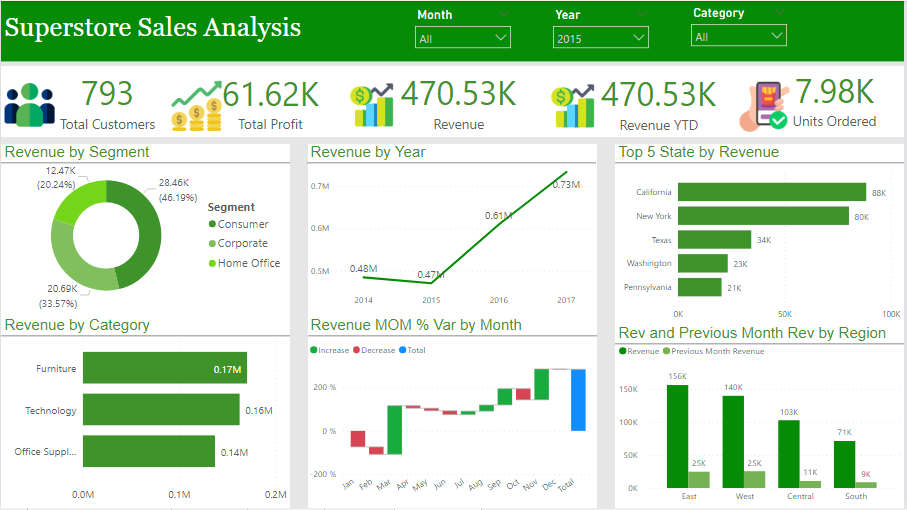 Superstore Sales Analysis
Month
All
Year
2015
Category
All
793
Total Customers
61.62K
Total Profit
470.53K
Revenue
470.53K
Revenue YTD
7.98K
Units Ordered
Revenue by Segment
12.47K
(20.24%)
28.46K
(46.19%)
20.69K
(33.57%)
Segment
Consumer
Corporate
Home Office
Revenue by Year
0.7M
0.6M
0.5M
0.48M
0.47M
0.61M
0.73M
2014 2015 2016 2017
Top 5 State by Revenue
California 88K
New York 80K
Texas 34K
Washington 23K
Pennsylvania 21K
0K 50K 100K
Revenue by Category
Furniture 0.17M
Technology 0.16M
Office Suppl... 0.14M
0.0M 0.1M 0.2M
Revenue MOM % Var by Month
Increase Decrease Total
200 %
0 %
-200 %
Jan Feb Mar Apr May Jun Jul Aug Sep Oct Nov Dec Total
Rev and Previous Month Rev by Region
Revenue Previous Month Revenue
150K
100K
50K
0K
156K 25K 140K 25K 103K 11K 71K 9K
East West Central South